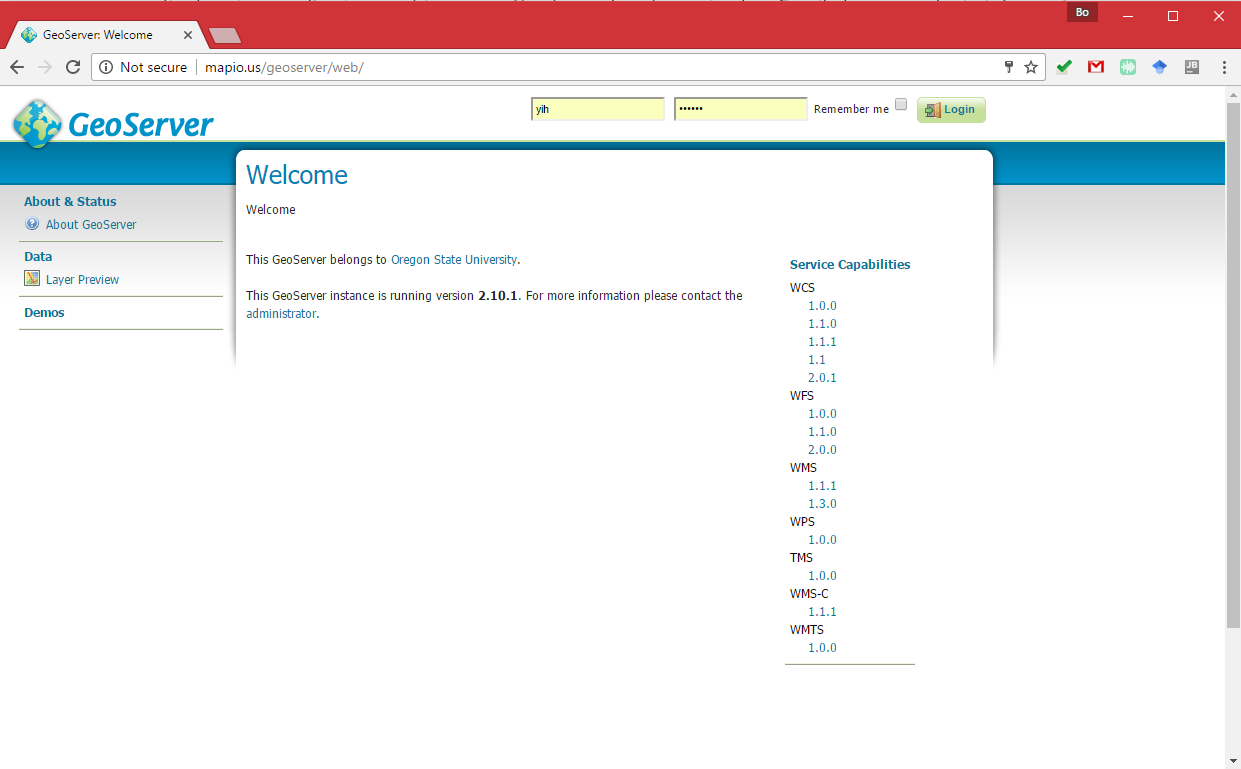 Bo
GeoServer: Welcome
Not secure mapio.us/geoserver/web/
JB
GeoServer
yih •••••• Remember me Login
Welcome
About & Status
About GeoServer
Data
Layer Preview
Demos
Welcome
This GeoServer belongs to Oregon State University.
This GeoServer instance is running version 2.10.1. For more information please contact the
administrator.
Service Capabilities
WCS
1.0.0
1.1.0
1.1.1
1.1
2.0.1
WFS
1.0.0
1.1.0
2.0.0
WMS
1.1.1
1.3.0
WPS
1.0.0
TMS
1.0.0
WMS-C
1.1.1
WMTS
1.0.0